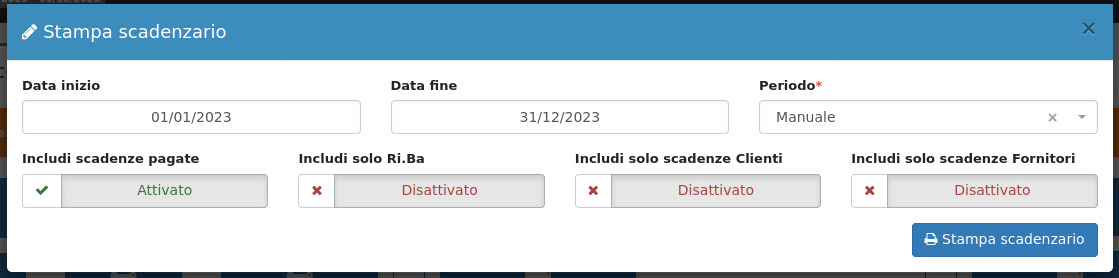 Stampa scadenzario
×
Data inizio
Data fine
Periodo*
01/01/2023
31/12/2023
Manuale ×
Includi scadenze pagate
Includi solo Ri.Ba
Includi solo scadenze Clienti
Includi solo scadenze Fornitori
Attivato
Disattivato
Disattivato
Disattivato
Stampa scadenzario